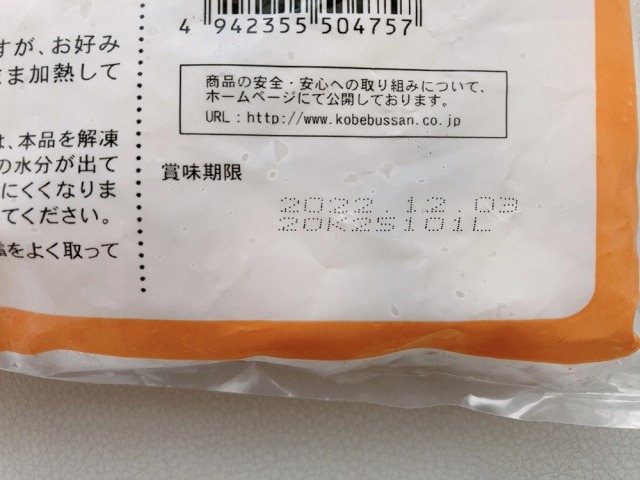 4 942355 504757
すが、お好み
ま加熱して
商品の安全・安心への取り組みについて、
ホームページにて公開しております。
URL：http://www.kobebussan.co.jp
は、本品を解凍
の水分が出て
にくくなりま
てください。
をよく取って
賞味期限
2022.12.03
20K25101L